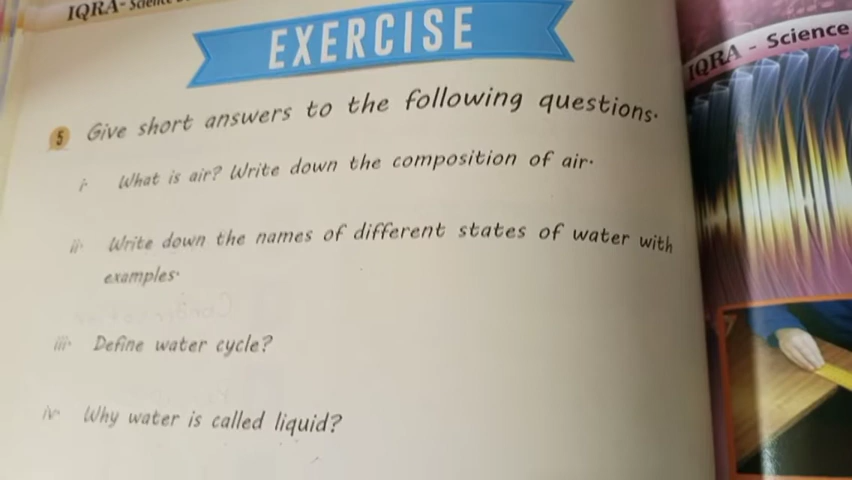 IQRA - Science
EXERCISE
5 Give short answers to the following questions.
i. What is air? Write down the composition of air.
ii. Write down the names of different states of water with
examples.
iii. Define water cycle?
iv. Why water is called liquid?
IQRA - Science